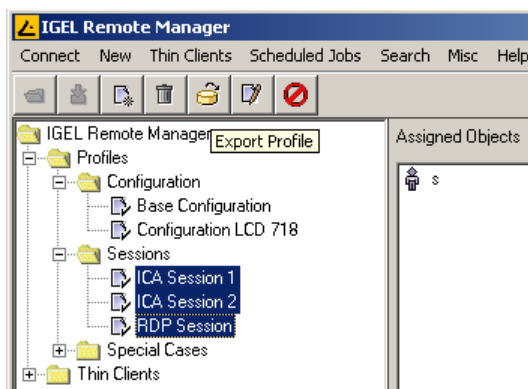 IGEL Remote Manager
Connect New Thin Clients Scheduled Jobs Search Misc Help
IGEL Remote Manager
Export Profile
Assigned Objects
Profiles
s
Configuration
Base Configuration
Configuration LCD 718
Sessions
ICA Session 1
ICA Session 2
RDP Session
Special Cases
Thin Clients